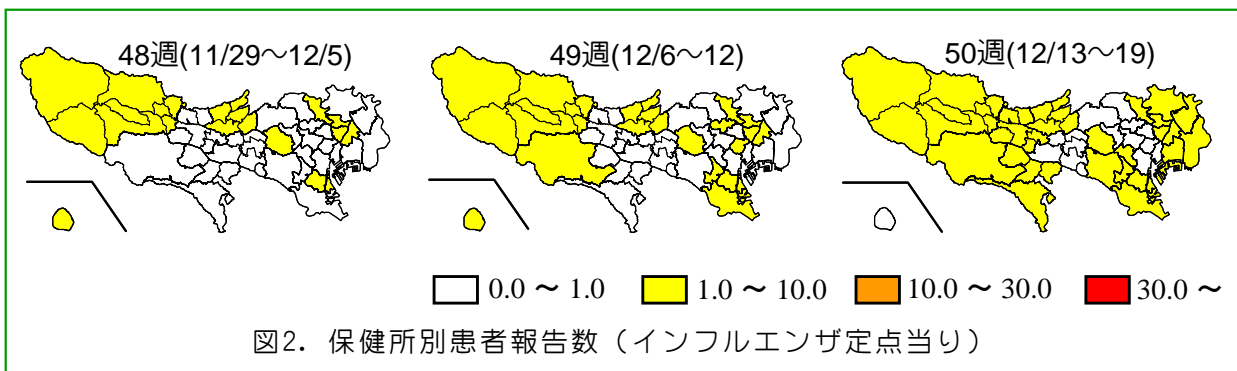 48週(11/29〜12/5)
49週(12/6〜12)
50週(12/13〜19)
0.0 〜 1.0
1.0 〜 10.0
10.0 〜 30.0
30.0 〜
図2. 保健所別患者報告数（インフルエンザ定点当り）